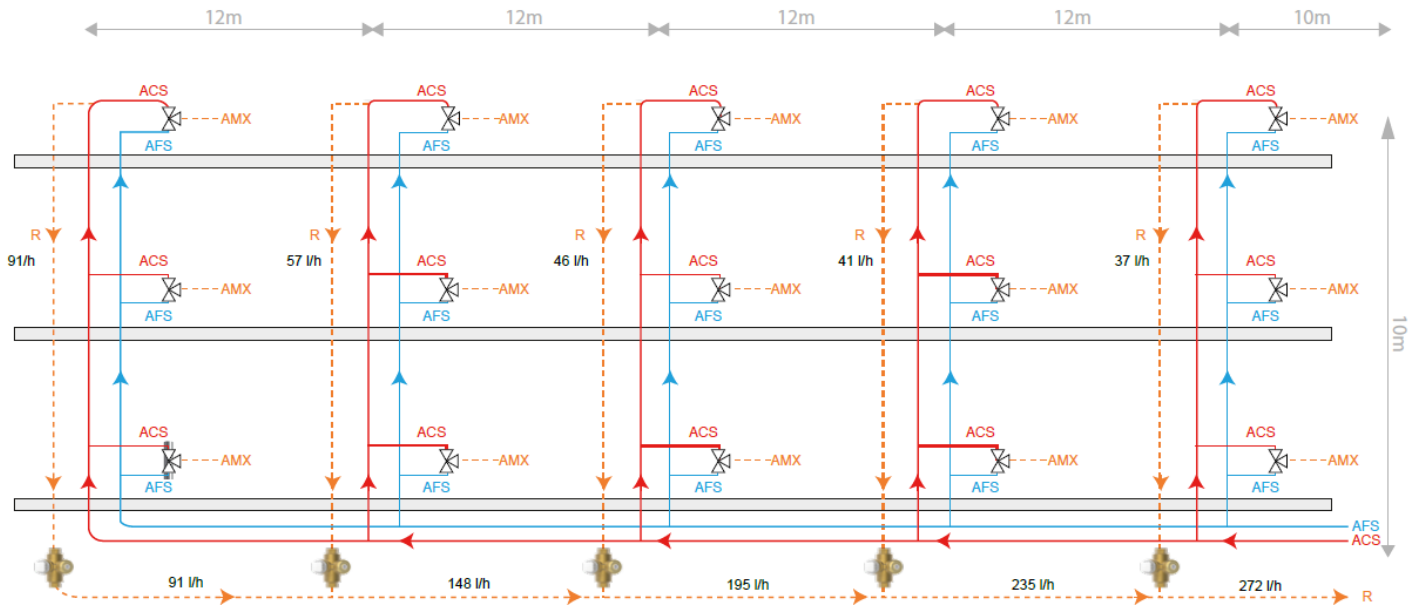 12m 12m 12m 12m 10m
ACS ACS ACS ACS ACS
AMX AMX AMX AMX AMX
AFS AFS AFS AFS AFS
R R R R R
91/h 57 l/h 46 l/h 41 l/h 37 l/h
ACS ACS ACS ACS ACS
AMX AMX AMX AMX AMX
AFS AFS AFS AFS AFS
10m
ACS ACS ACS ACS ACS
AMX AMX AMX AMX AMX
AFS AFS AFS AFS AFS
AFS
ACS
91 l/h 148 l/h 195 l/h 235 l/h 272 l/h
R